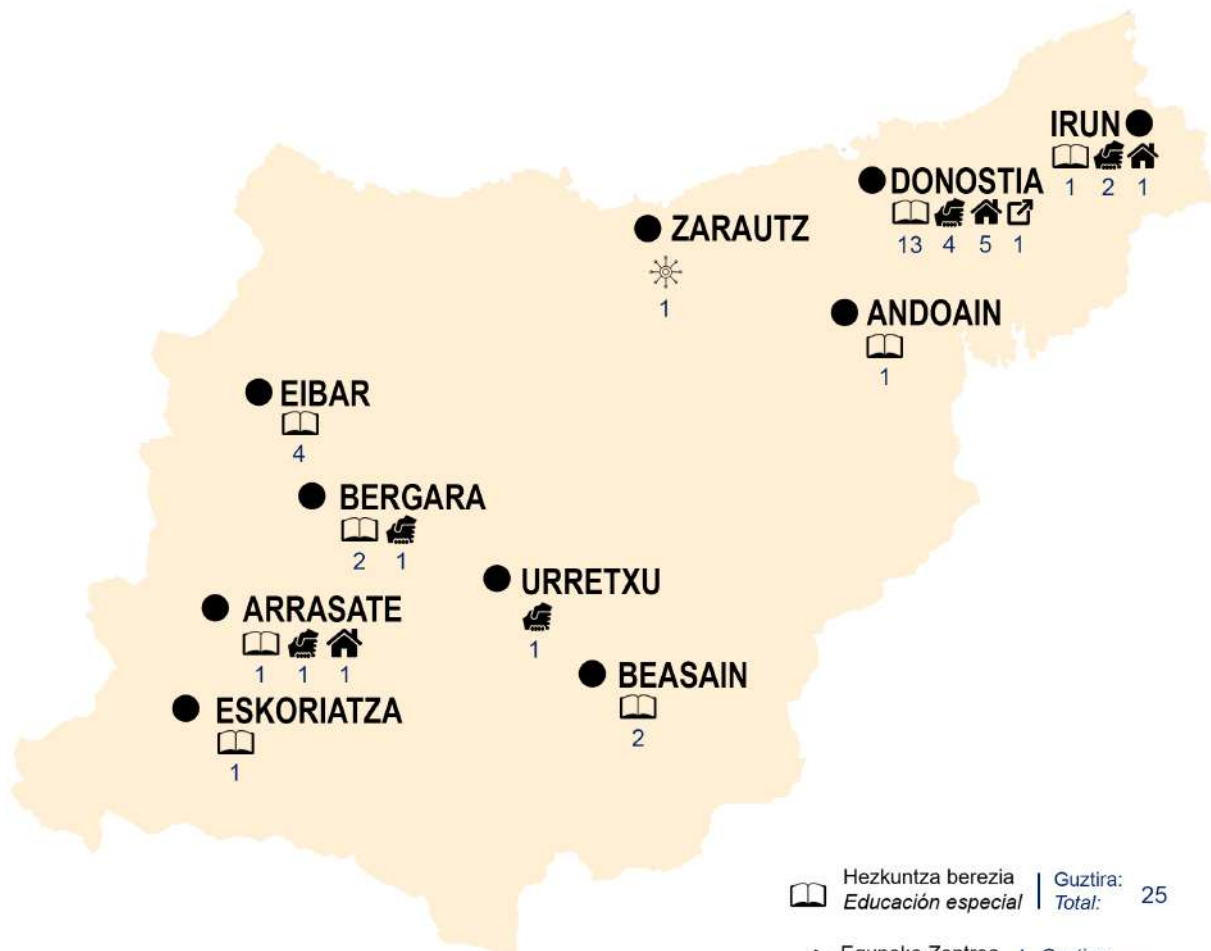 IRUN
1 2 1
DONOSTIA
13 4 5 1
ZARAUTZ
1
ANDOAIN
1
EIBAR
4
BERGARA
2 1
URRETXU
1
ARRASATE
1 1 1
BEASAIN
2
ESKORIATZA
1
Hezkuntza berezia
Educación especial
Guztira:
Total:
25